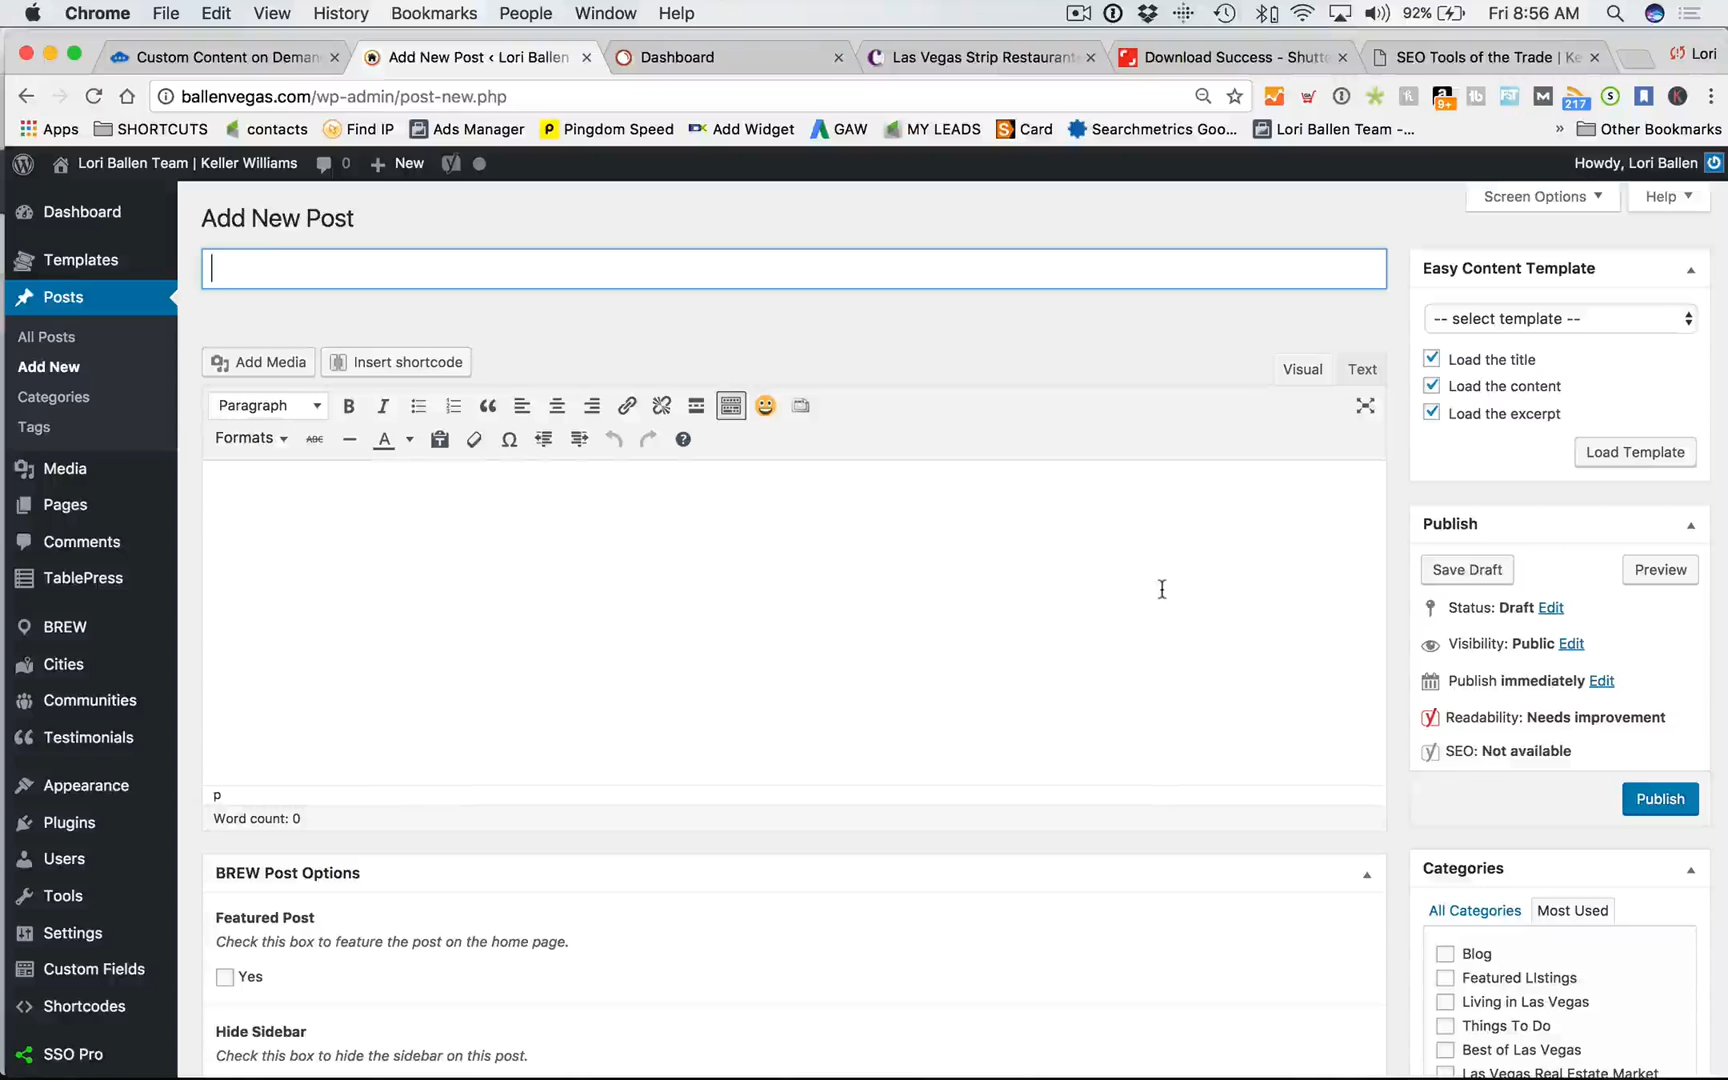 Chrome File Edit View History Bookmarks People Window Help 92% Fri 8:56 AM
Custom Content on Deman Add New Post ‹ Lori Ballen Dashboard Las Vegas Strip Restaurant Download Success - Shutt SEO Tools of the Trade | Ke Lori
ballenvegas.com/wp-admin/post-new.php 9+ 217
Apps SHORTCUTS contacts Find IP Ads Manager Pingdom Speed Add Widget GAW MY LEADS Card Searchmetrics Goo... Lori Ballen Team -... » Other Bookmarks
Lori Ballen Team | Keller Williams 0 + New Howdy, Lori Ballen
Screen Options Help
Dashboard
Templates
Posts
All Posts
Add New
Categories
Tags
Media
Pages
Comments
TablePress
BREW
Cities
Communities
Testimonials
Appearance
Plugins
Users
Tools
Settings
Custom Fields
Shortcodes
SSO Pro
Add New Post
Add Media Insert shortcode Visual Text
Paragraph B I
Formats ABC A
p
Word count: 0
BREW Post Options
Featured Post
Check this box to feature the post on the home page.
Yes
Hide Sidebar
Check this box to hide the sidebar on this post.
Easy Content Template
-- select template --
Load the title
Load the content
Load the excerpt
Load Template
Publish
Save Draft Preview
Status: Draft Edit
Visibility: Public Edit
Publish immediately Edit
Readability: Needs improvement
SEO: Not available
Publish
Categories
All Categories Most Used
Blog
Featured LIstings
Living in Las Vegas
Things To Do
Best of Las Vegas
Las Vegas Real Estate Market